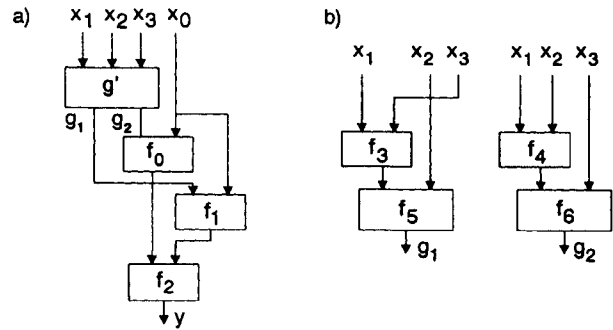 a)
x₁ x₂ x₃ x₀
g'
g₁ g₂
f₀
f₁
f₂
y
b)
x₁ x₂ x₃ x₁ x₂ x₃
f₃ f₄
f₅ f₆
g₁ g₂